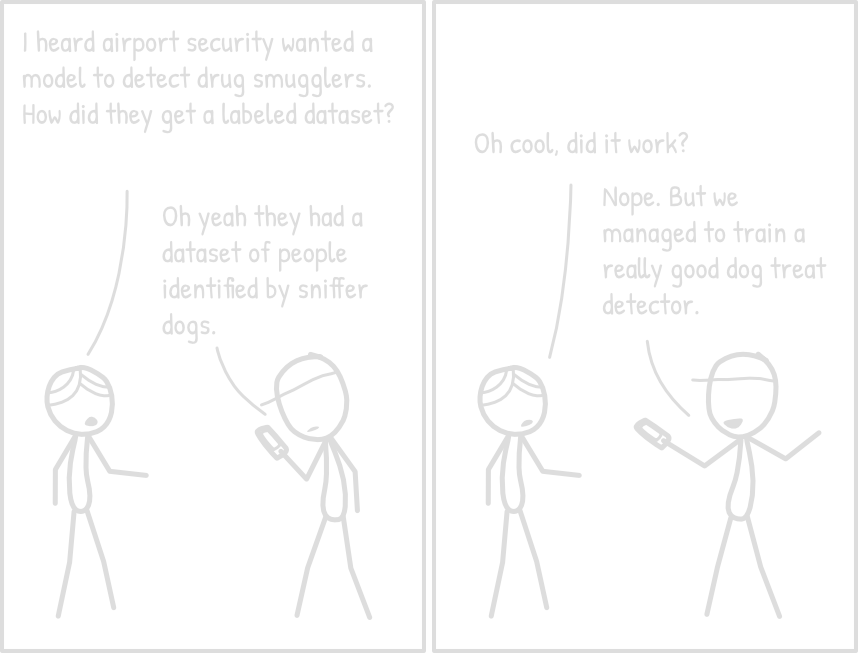 I heard airport security wanted a
model to detect drug smugglers.
How did they get a labeled dataset?
Oh yeah they had a
dataset of people
identified by sniffer
dogs.
Oh cool, did it work?
Nope. But we
managed to train a
really good dog treat
detector.